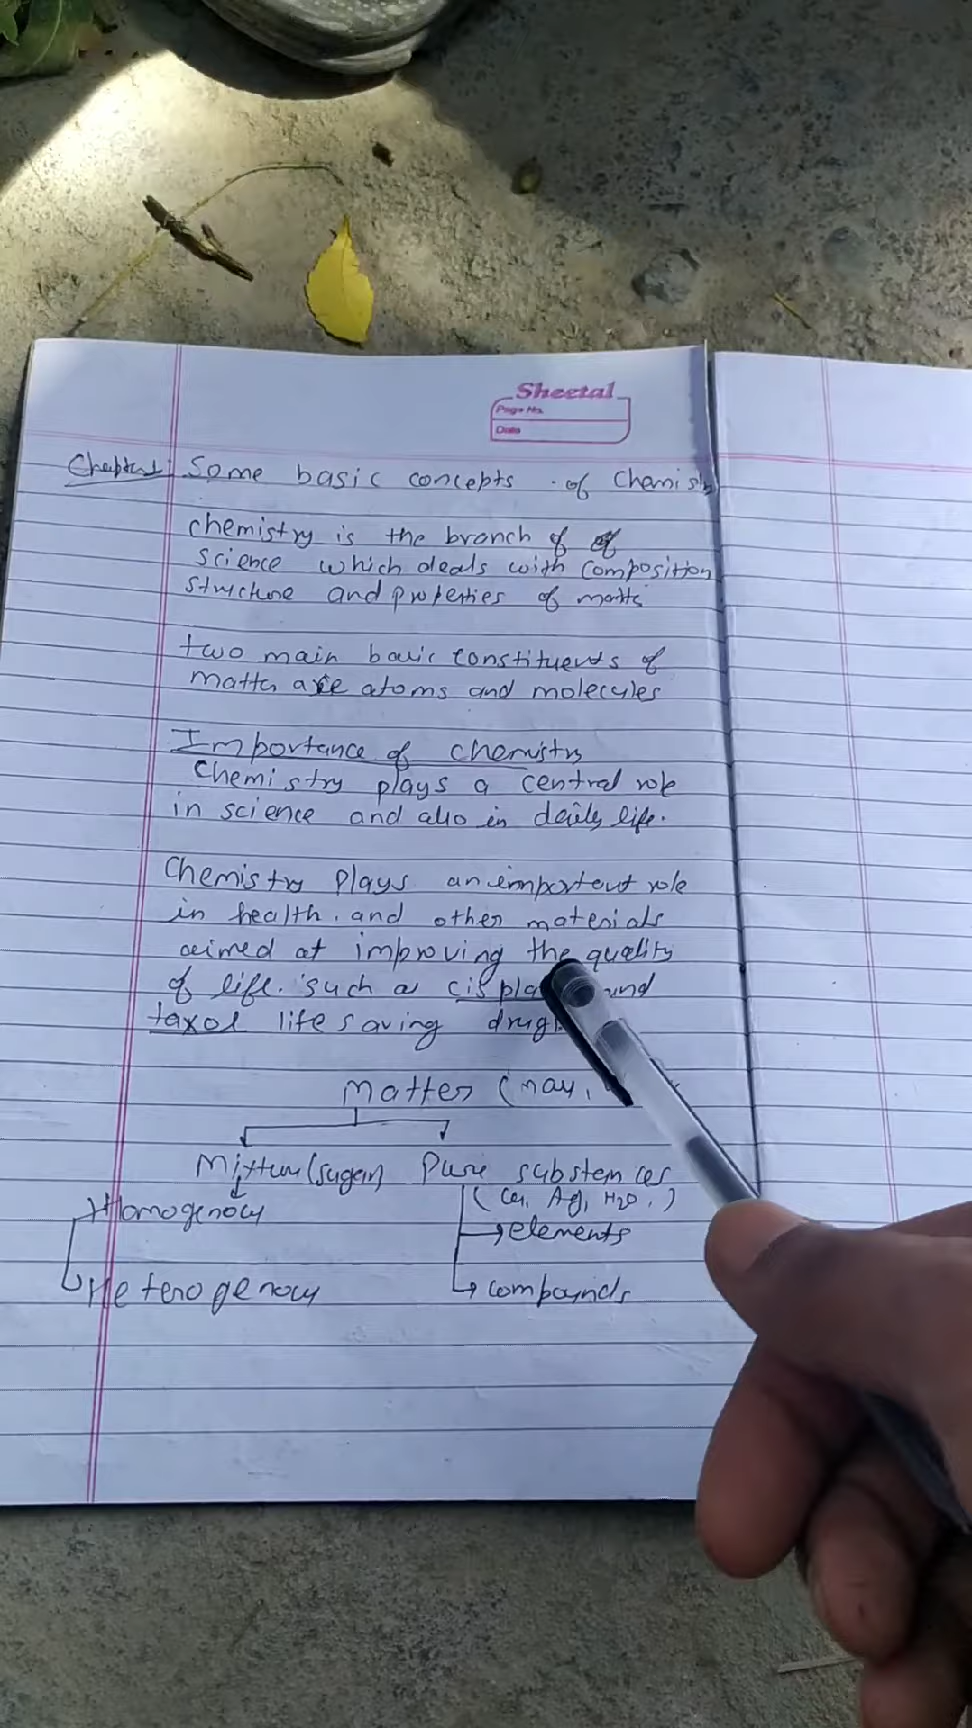 Sheetal
Page No.
Date
Chapter 1: Some basic concepts of Chemistry
chemistry is the branch of of
science which deals with composition
structure and properties of matter
two main basic constituents of
matter are atoms and molecules
Importance of chemistry
Chemistry plays a central role
in science and also in daily life.
Chemistry plays an important role
in health. and other materials
aimed at improving the quality
of life. such as cispla and
taxol life saving drug
Matter (may,
Mixture (sugar) Pure substences
( Ag, H2O, )
Homogenous
elements
Heterogenous
compounds